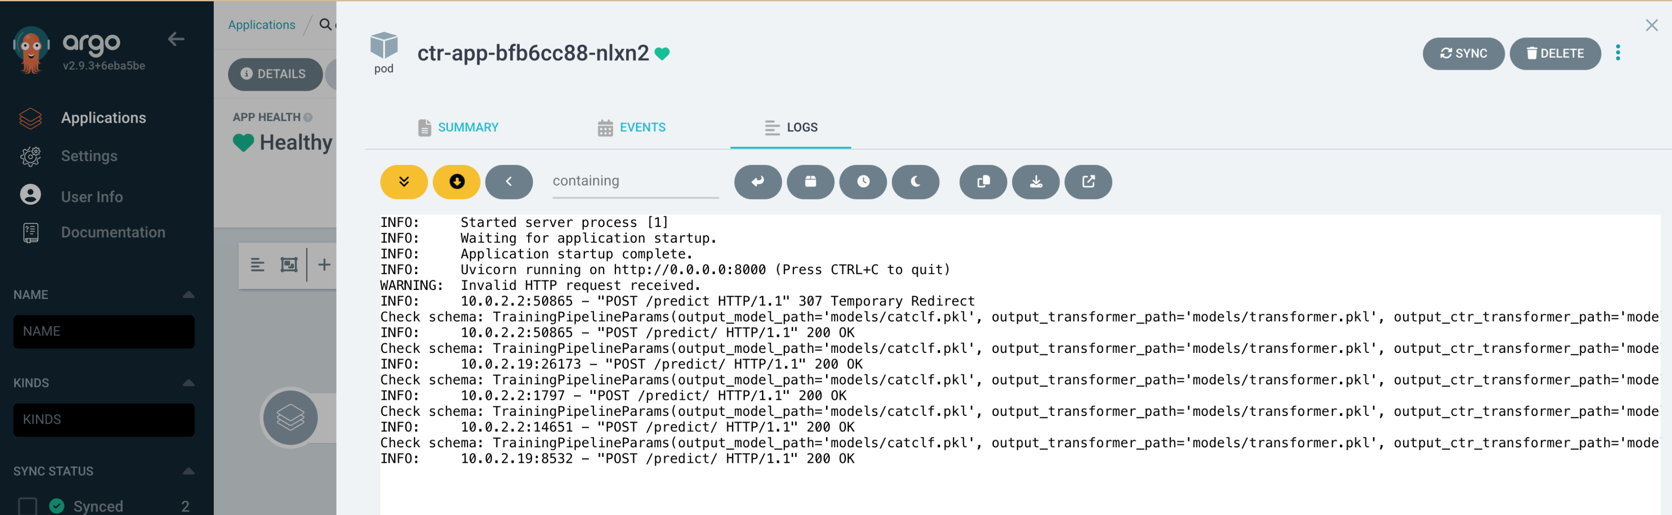 argo
v2.9.3+6eba5be
Applications
Settings
User Info
Documentation
NAME
NAME
KINDS
KINDS
SYNC STATUS
Synced 2
Applications /
DETAILS
APP HEALTH
Healthy
pod
ctr-app-bfb6cc88-nlxn2
SYNC
DELETE
SUMMARY
EVENTS
LOGS
containing
INFO:     Started server process [1]
INFO:     Waiting for application startup.
INFO:     Application startup complete.
INFO:     Uvicorn running on http://0.0.0.0:8000 (Press CTRL+C to quit)
WARNING:  Invalid HTTP request received.
INFO:     10.0.2.2:50865 – "POST /predict HTTP/1.1" 307 Temporary Redirect
Check schema: TrainingPipelineParams(output_model_path='models/catclf.pkl', output_transformer_path='models/transformer.pkl', output_ctr_transformer_path='mode
INFO:     10.0.2.2:50865 – "POST /predict/ HTTP/1.1" 200 OK
Check schema: TrainingPipelineParams(output_model_path='models/catclf.pkl', output_transformer_path='models/transformer.pkl', output_ctr_transformer_path='mode
INFO:     10.0.2.19:26173 – "POST /predict/ HTTP/1.1" 200 OK
Check schema: TrainingPipelineParams(output_model_path='models/catclf.pkl', output_transformer_path='models/transformer.pkl', output_ctr_transformer_path='mode
INFO:     10.0.2.2:1797 – "POST /predict/ HTTP/1.1" 200 OK
Check schema: TrainingPipelineParams(output_model_path='models/catclf.pkl', output_transformer_path='models/transformer.pkl', output_ctr_transformer_path='mode
INFO:     10.0.2.2:14651 – "POST /predict/ HTTP/1.1" 200 OK
Check schema: TrainingPipelineParams(output_model_path='models/catclf.pkl', output_transformer_path='models/transformer.pkl', output_ctr_transformer_path='mode
INFO:     10.0.2.19:8532 – "POST /predict/ HTTP/1.1" 200 OK